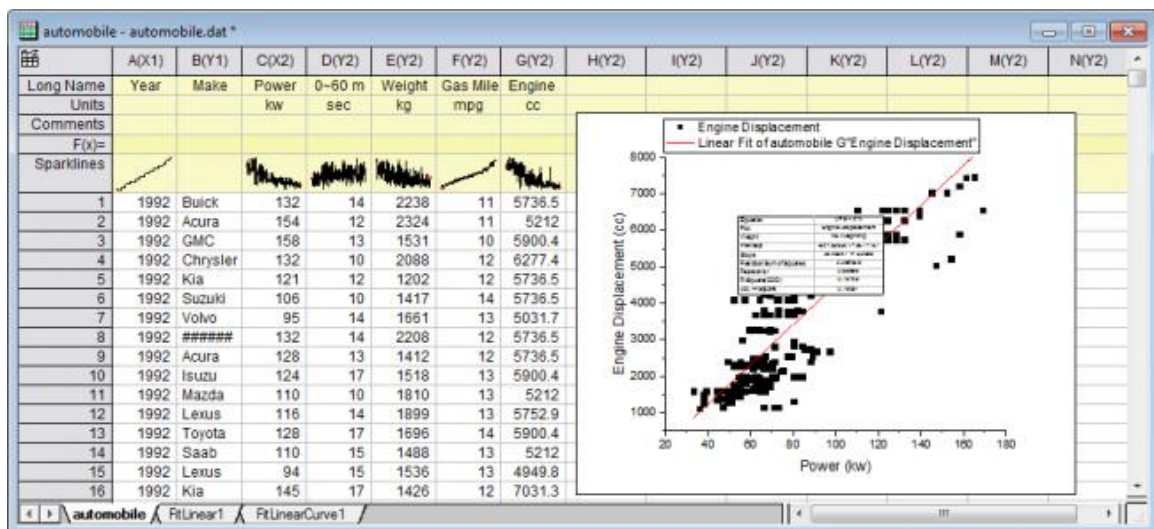 automobile - automobile.dat *
A(X1) B(Y1) C(X2) D(Y2) E(Y2) F(Y2) G(Y2) H(Y2) I(Y2) J(Y2) K(Y2) L(Y2) M(Y2) N(Y2)
Long Name Year Make Power 0~60 m Weight Gas Mile Engine
Units kw sec kg mpg cc
Comments
F(x)=
Sparklines
1 1992 Buick 132 14 2238 11 5736.5
2 1992 Acura 154 12 2324 11 5212
3 1992 GMC 158 13 1531 10 5900.4
4 1992 Chrysler 132 10 2088 12 6277.4
5 1992 Kia 121 12 1202 12 5736.5
6 1992 Suzuki 106 10 1417 14 5736.5
7 1992 Volvo 95 14 1661 13 5031.7
8 1992 ###### 132 14 2208 12 5736.5
9 1992 Acura 128 13 1412 12 5736.5
10 1992 Isuzu 124 17 1518 13 5900.4
11 1992 Mazda 110 10 1810 13 5212
12 1992 Lexus 116 14 1899 13 5752.9
13 1992 Toyota 128 17 1696 14 5900.4
14 1992 Saab 110 15 1488 13 5212
15 1992 Lexus 94 15 1536 13 4949.8
16 1992 Kia 145 17 1426 12 7031.3
Engine Displacement
Linear Fit of automobile G"Engine Displacement"
8000
7000
6000
5000
4000
3000
2000
1000
Engine Displacement (cc)
20 40 60 80 100 120 140 160 180
Power (kw)
automobile FitLinear1 FitLinearCurve1